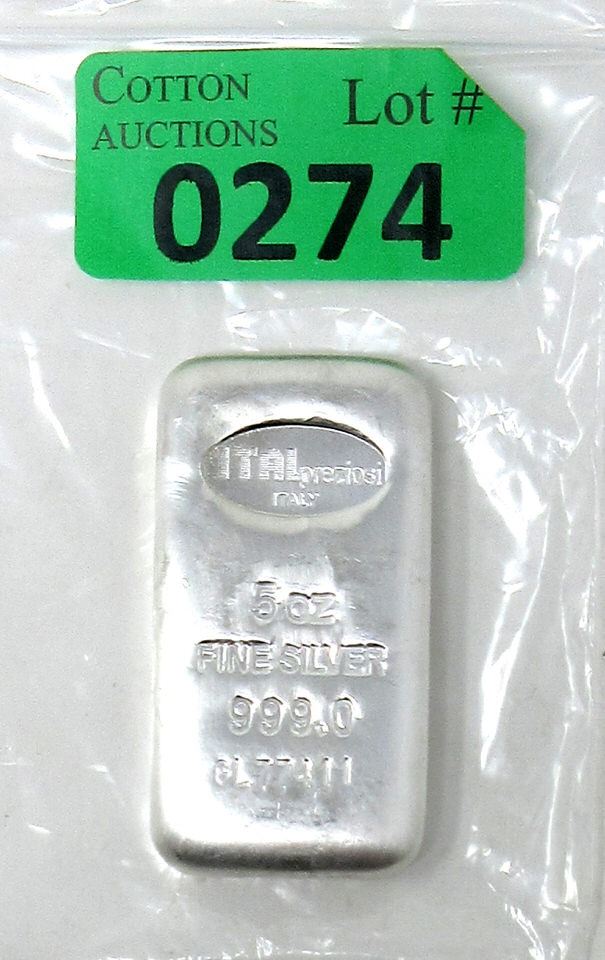 COTTON
AUCTIONS
Lot #
0274
ITALpreziosi
ITALY
5 oz
FINE SILVER
999.0